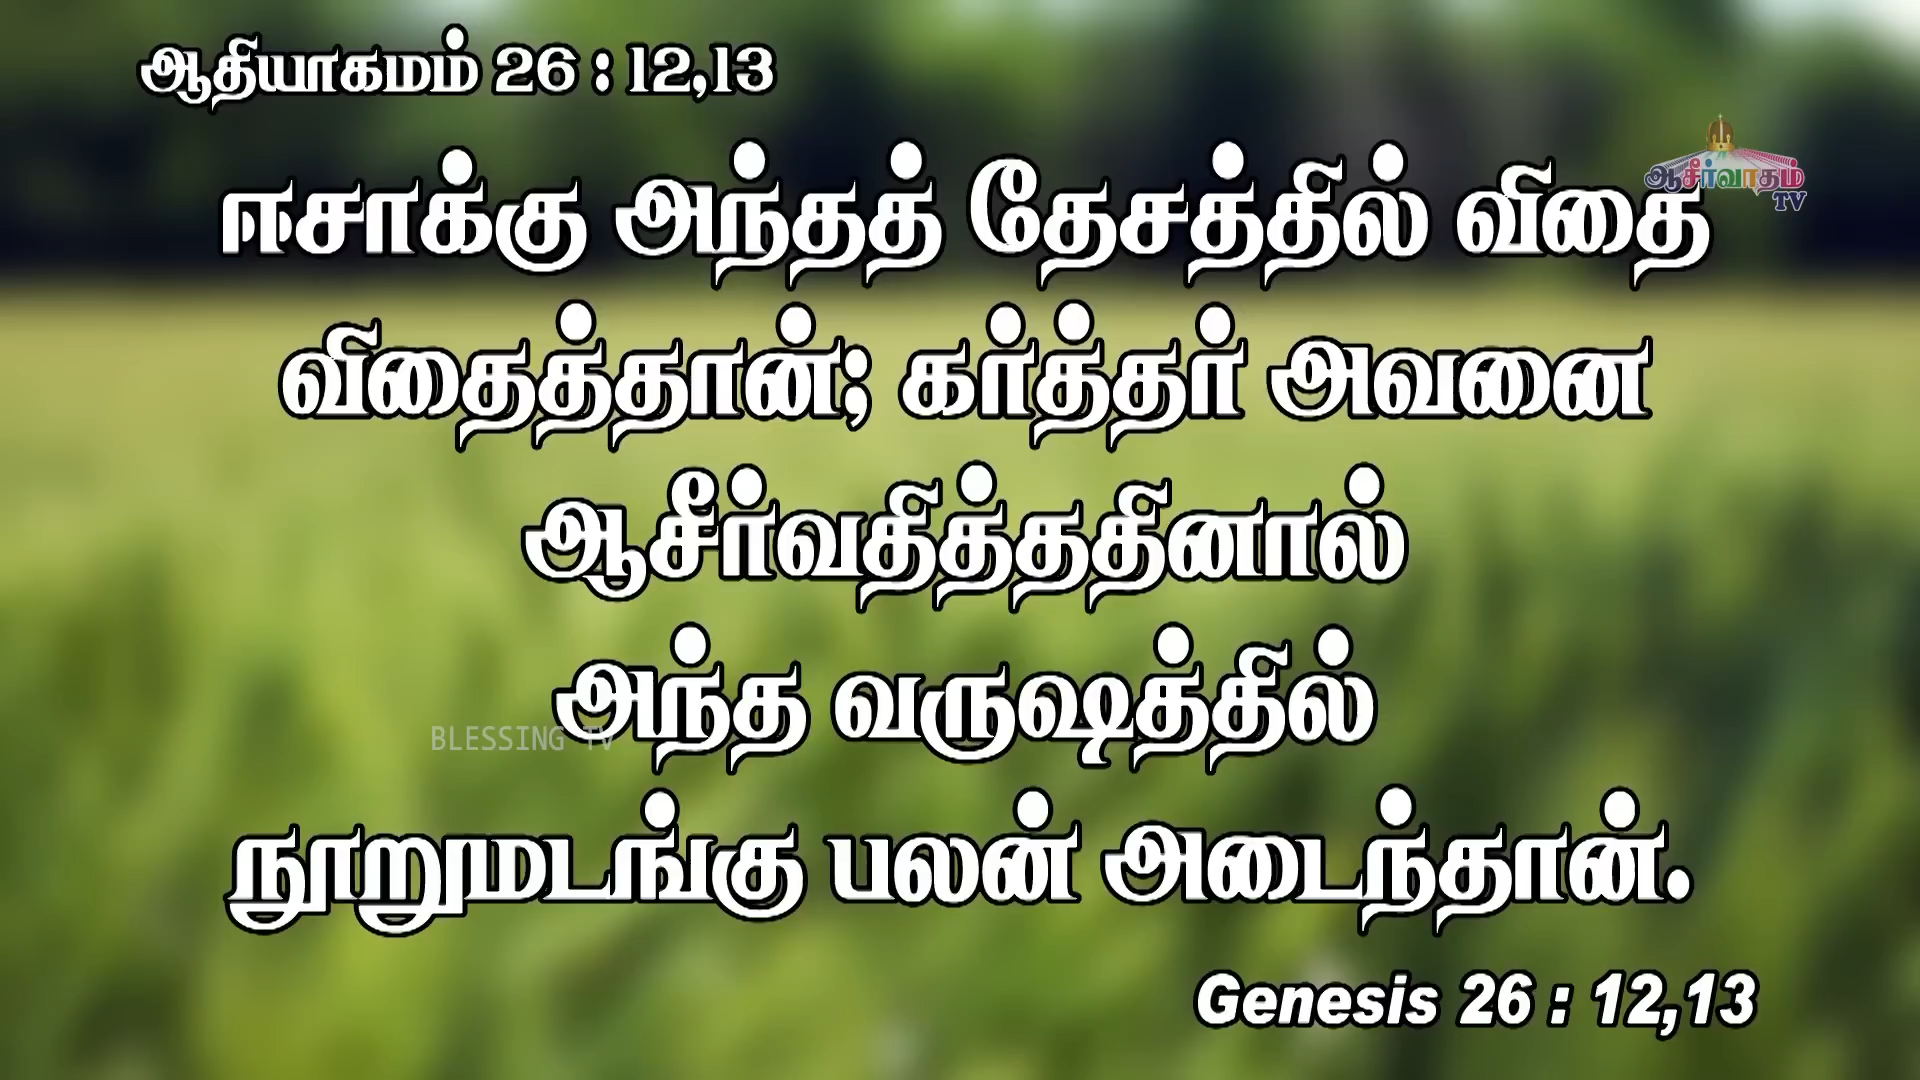 ஆதியாகமம் 26 : 12,13
ஆசீர்வாதம்
TV
ஈசாக்கு அந்தத் தேசத்தில் விதை
விதைத்தான்; கர்த்தர் அவனை
ஆசீர்வதித்ததினால்
அந்த வருஷத்தில்
BLESSING TV
நூறுமடங்கு பலன் அடைந்தான்.
Genesis 26 : 12,13